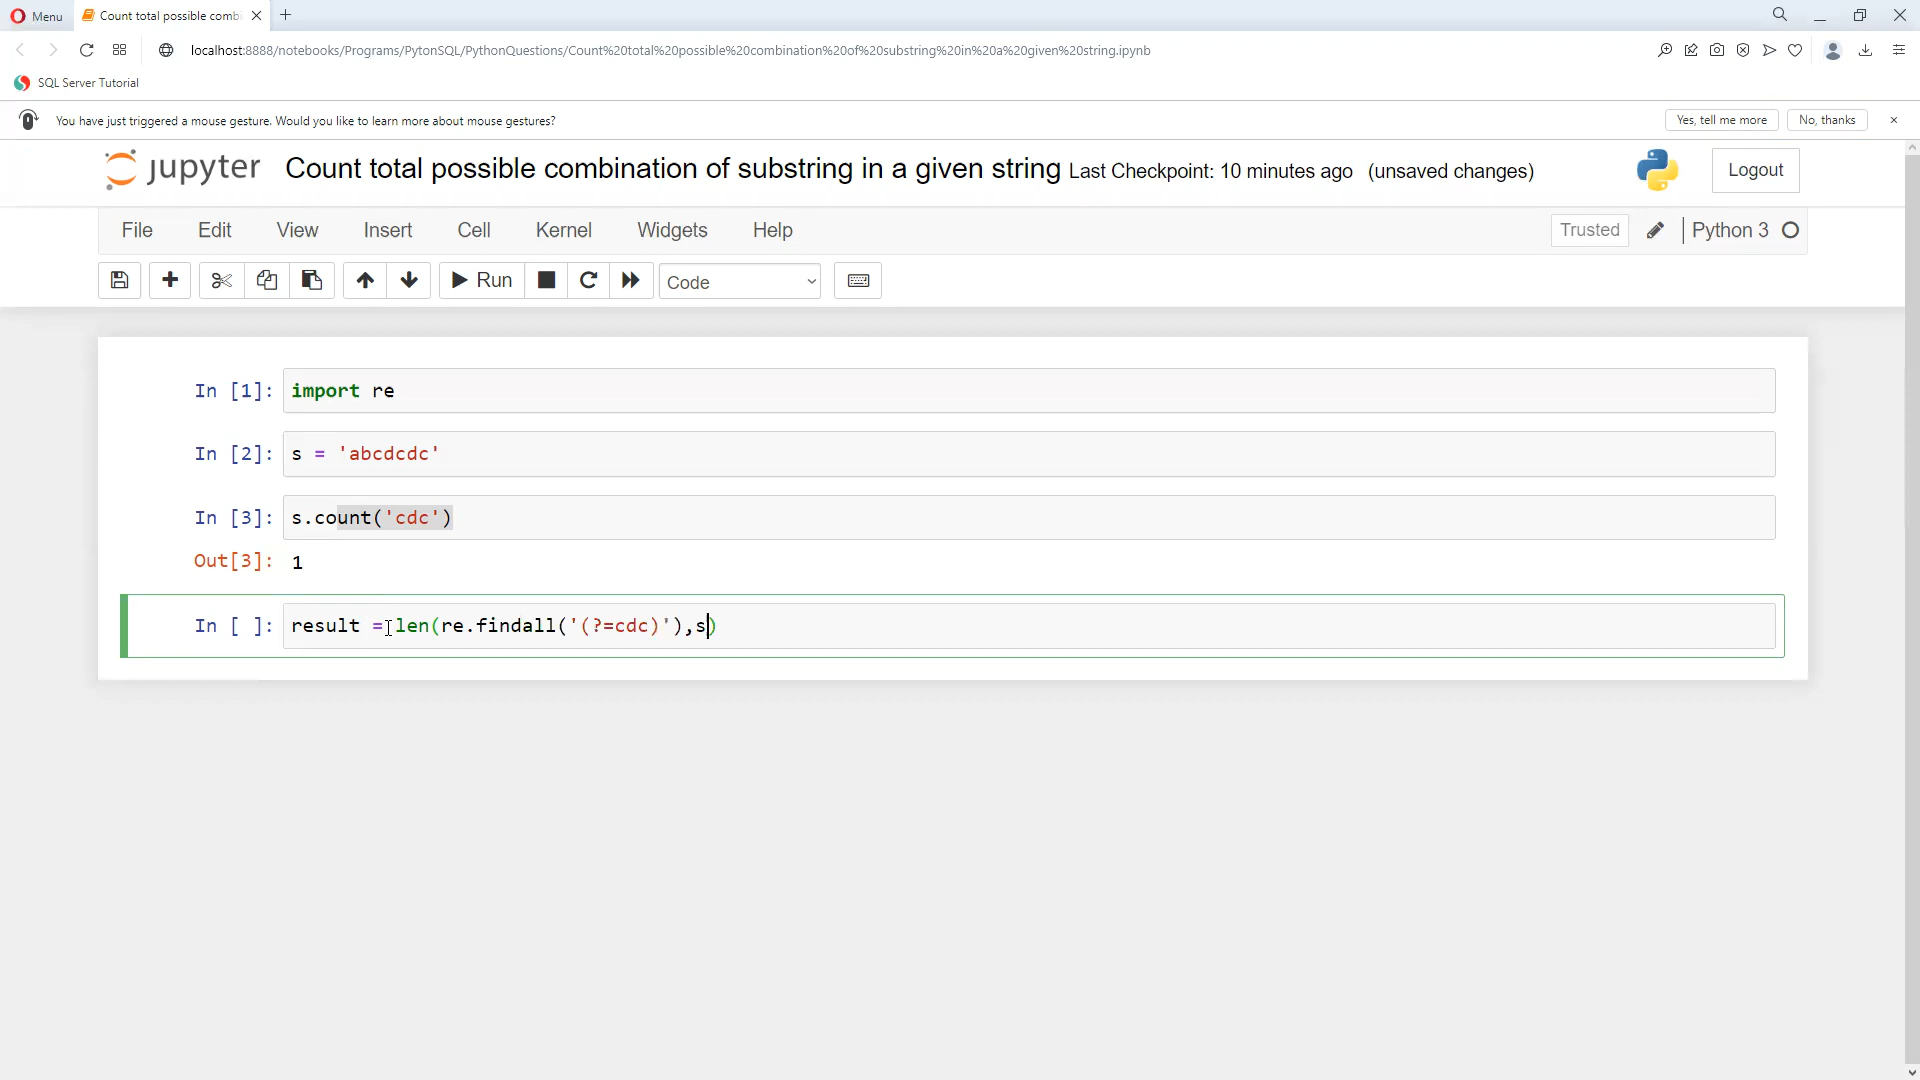 Menu
Count total possible comb
localhost:8888/notebooks/Programs/PytonSQL/PythonQuestions/Count%20total%20possible%20combination%20of%20substring%20in%20a%20given%20string.ipynb
SQL Server Tutorial
You have just triggered a mouse gesture. Would you like to learn more about mouse gestures?
Yes, tell me more
No, thanks
jupyter
Count total possible combination of substring in a given string Last Checkpoint: 10 minutes ago (unsaved changes)
Logout
File Edit View Insert Cell Kernel Widgets Help
Trusted
Python 3
Run
Code
In [1]: import re
In [2]: s = 'abcdcdc'
In [3]: s.count('cdc')
Out[3]: 1
In [ ]: result = len(re.findall('(?=cdc)'),s)